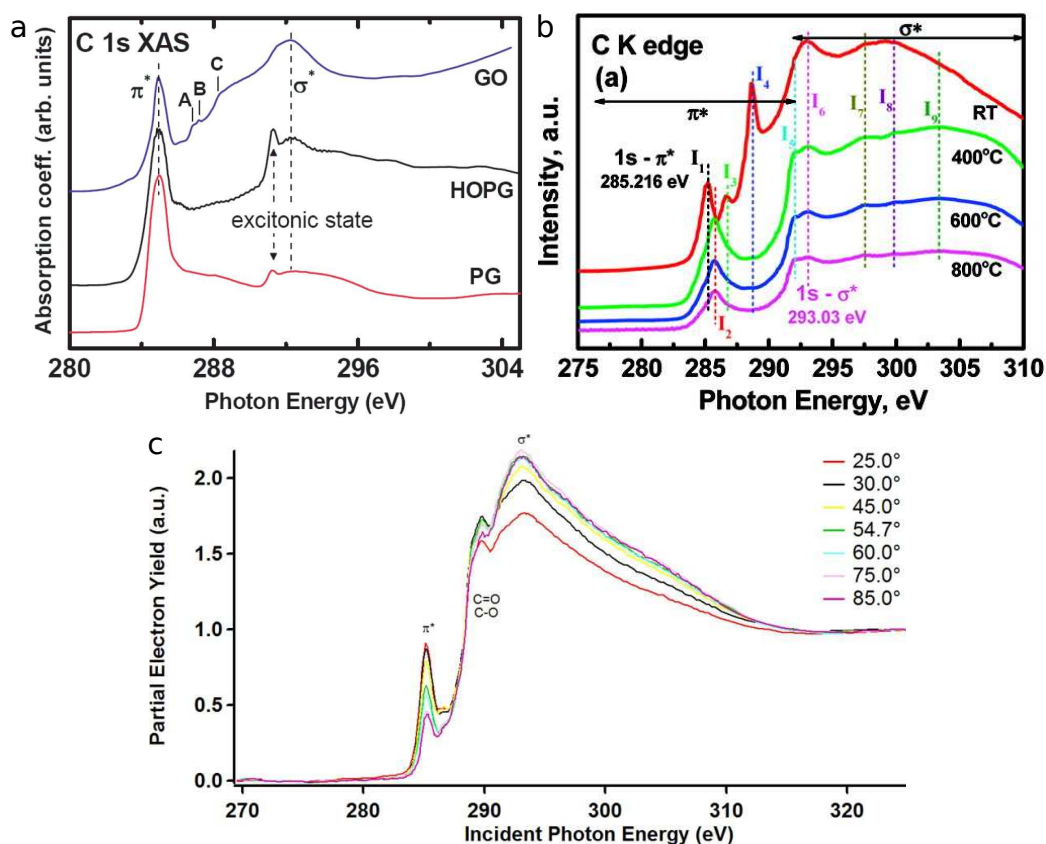 a
C 1s XAS
π*
A
B
C
σ*
GO
HOPG
excitonic state
PG
Absorption coeff. (arb. units)
280 288 296 304
Photon Energy (eV)
b
C K edge
(a)
σ*
π*
1s - π*
285.216 eV
I1
I2
I3
I4
I6
I7
I8
I9
RT
400°C
600°C
800°C
1s - σ*
293.03 eV
Intensity, a.u.
275 280 285 290 295 300 305 310
Photon Energy, eV
c
σ*
π*
C=O
C-O
25.0°
30.0°
45.0°
54.7°
60.0°
75.0°
85.0°
Partial Electron Yield (a.u.)
2.0
1.5
1.0
0.5
0.0
270 280 290 300 310 320
Incident Photon Energy (eV)